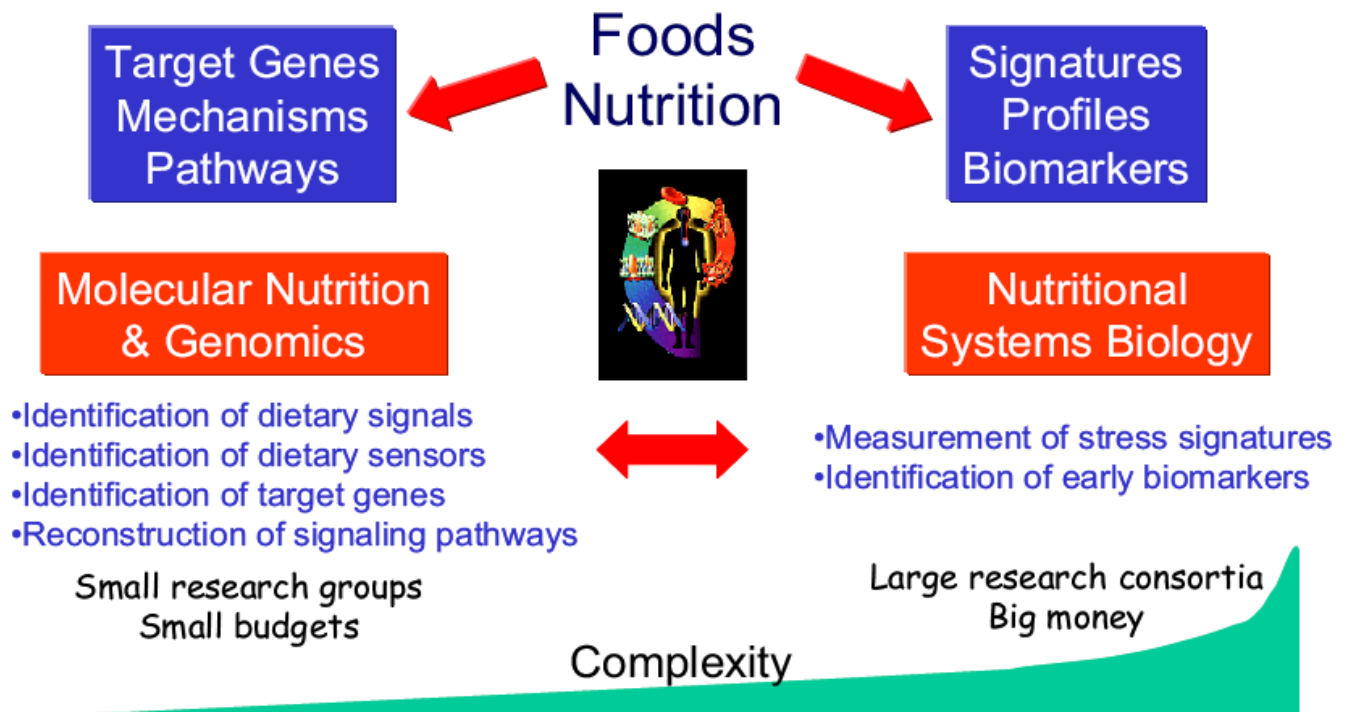 Foods
Nutrition
Target Genes
Mechanisms
Pathways
Signatures
Profiles
Biomarkers
Molecular Nutrition
& Genomics
Nutritional
Systems Biology
•Identification of dietary signals
•Identification of dietary sensors
•Identification of target genes
•Reconstruction of signaling pathways
•Measurement of stress signatures
•Identification of early biomarkers
Small research groups
Small budgets
Large research consortia
Big money
Complexity